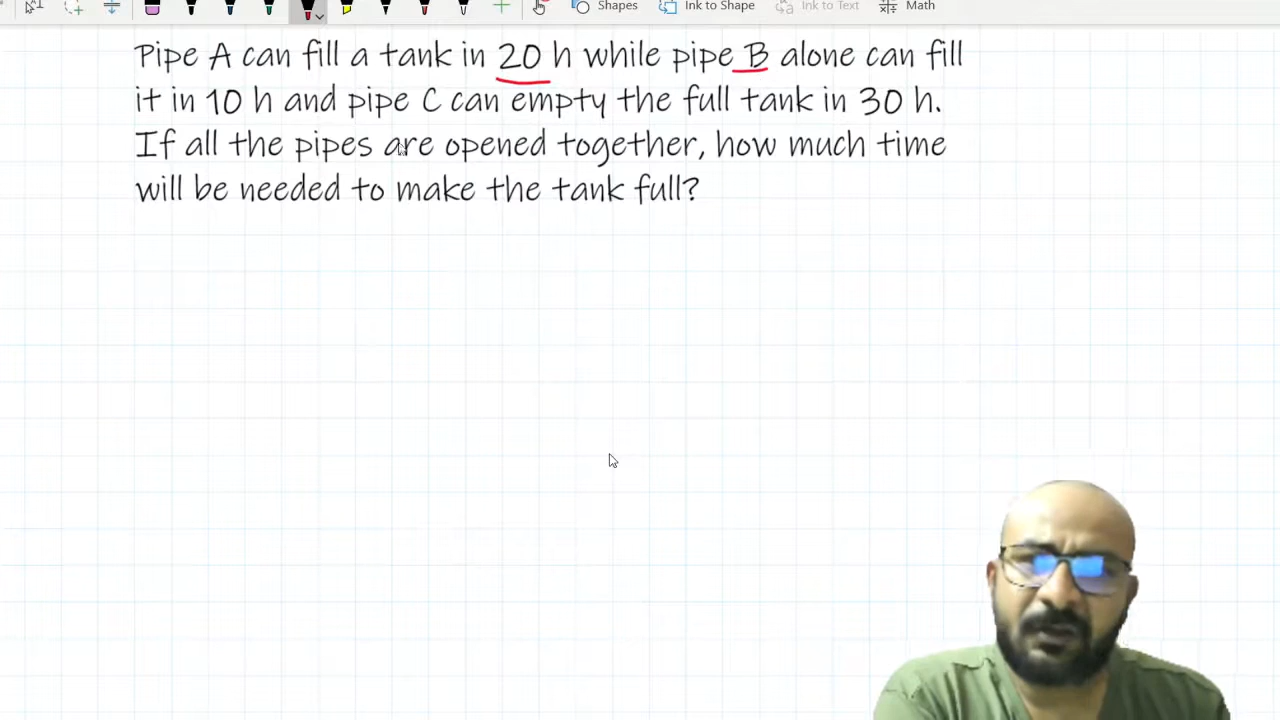 Shapes Ink to Shape Ink to Text Math
Pipe A can fill a tank in 20 h while pipe B alone can fill
it in 10 h and pipe C can empty the full tank in 30 h.
If all the pipes are opened together, how much time
will be needed to make the tank full?